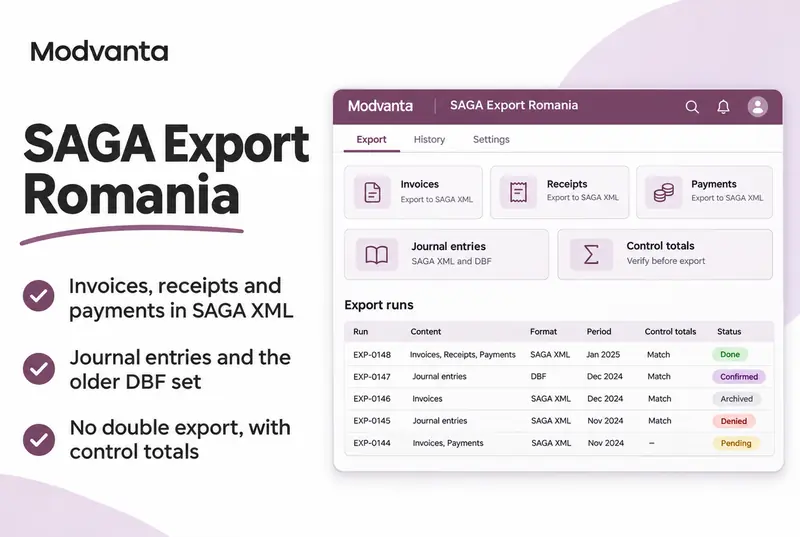 Modvanta
SAGA Export
Romania
Invoices, receipts and
payments in SAGA XML
Journal entries and the
older DBF set
No double export, with
control totals
Modvanta SAGA Export Romania
Export History Settings
Invoices
Export to SAGA XML
Receipts
Export to SAGA XML
Payments
Export to SAGA XML
Journal entries
SAGA XML and DBF
Control totals
Verify before export
Export runs
Run Content Format Period Control totals Status
EXP-0148 Invoices, Receipts, Payments SAGA XML Jan 2025 Match Done
EXP-0147 Journal entries DBF Dec 2024 Match Confirmed
EXP-0146 Invoices SAGA XML Dec 2024 Match Archived
EXP-0145 Journal entries SAGA XML Nov 2024 Match Denied
EXP-0144 Invoices, Payments SAGA XML Nov 2024 – Pending